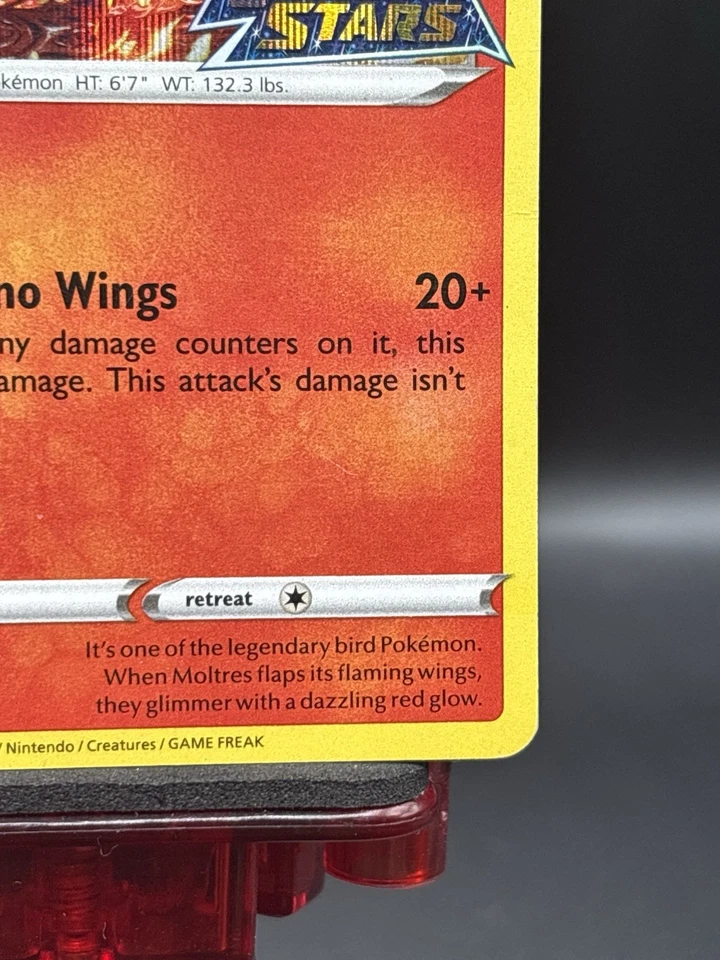 STARS
kémon HT: 6'7" WT: 132.3 lbs.
no Wings 20+
ny damage counters on it, this
amage. This attack's damage isn't
retreat
It's one of the legendary bird Pokémon.
When Moltres flaps its flaming wings,
they glimmer with a dazzling red glow.
/ Nintendo / Creatures / GAME FREAK